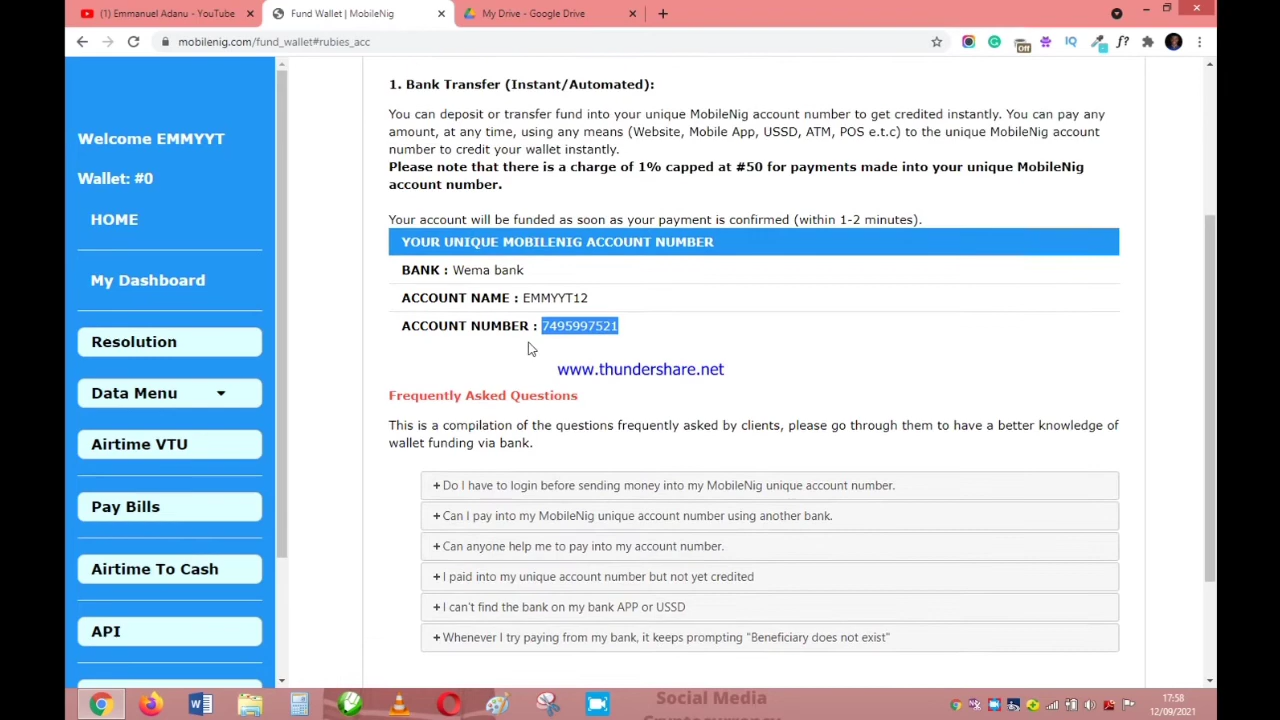 (1) Emmanuel Adanu - YouTube
Fund Wallet | MobileNig
My Drive - Google Drive
mobilenig.com/fund_wallet#rubies_acc
Off
IQ
f?
Welcome EMMYYT
Wallet: #0
HOME
My Dashboard
Resolution
Data Menu
Airtime VTU
Pay Bills
Airtime To Cash
API
1. Bank Transfer (Instant/Automated):
You can deposit or transfer fund into your unique MobileNig account number to get credited instantly. You can pay any
amount, at any time, using any means (Website, Mobile App, USSD, ATM, POS e.t.c) to the unique MobileNig account
number to credit your wallet instantly.
Please note that there is a charge of 1% capped at #50 for payments made into your unique MobileNig
account number.
Your account will be funded as soon as your payment is confirmed (within 1-2 minutes).
YOUR UNIQUE MOBILENIG ACCOUNT NUMBER
BANK : Wema bank
ACCOUNT NAME : EMMYYT12
ACCOUNT NUMBER : 7495997521
www.thundershare.net
Frequently Asked Questions
This is a compilation of the questions frequently asked by clients, please go through them to have a better knowledge of
wallet funding via bank.
+Do I have to login before sending money into my MobileNig unique account number.
+Can I pay into my MobileNig unique account number using another bank.
+Can anyone help me to pay into my account number.
+I paid into my unique account number but not yet credited
+I can't find the bank on my bank APP or USSD
+Whenever I try paying from my bank, it keeps prompting "Beneficiary does not exist"
Social Media
Cryptocurrency
17:58
12/09/2021